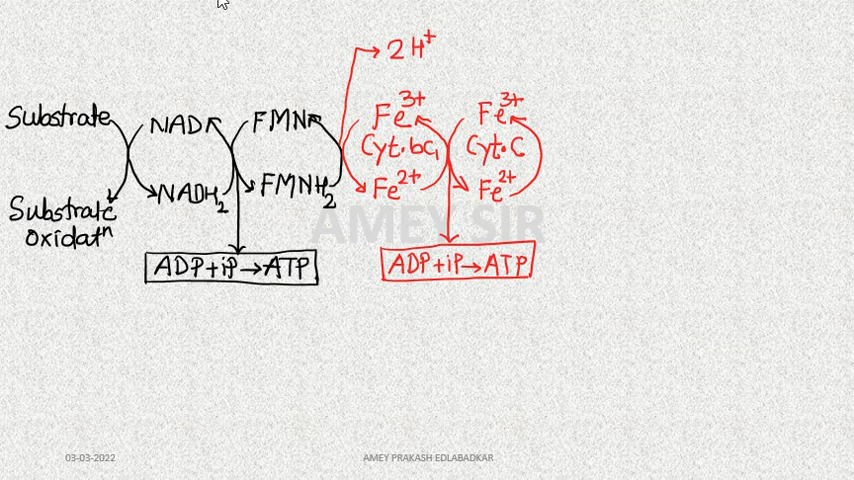 2H+
Substrate NAD FMN Fe3+ Fe3+
Cyt.bc1 Cyt.C
NADH2 FMNH2 Fe2+ Fe2+
Substrate
oxidatn
AMEY SIR
ADP+iP→ATP ADP+iP→ATP
03-03-2022 AMEY PRAKASH EDLABADKAR